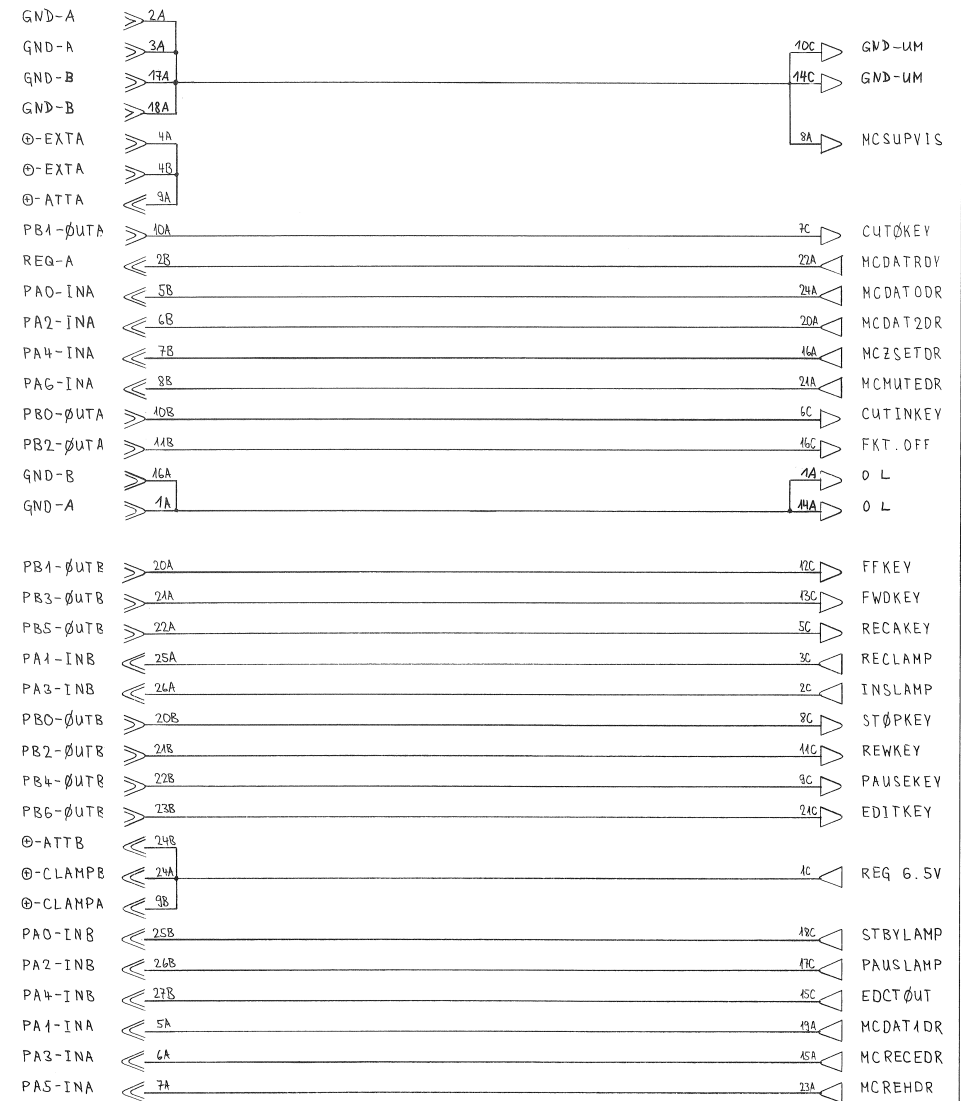 GND-A 2A
GND-A 3A 10C GND-UM
GND-B 17A 14C GND-UM
GND-B 18A
⊕-EXTA 4A 8A MCSUPVIS
⊕-EXTA 4B
⊕-ATTA 9A
PB1-ØUTA 10A 7C CUTØKEY
REQ-A 2B 22A MCDATRDY
PA0-INA 5B 24A MCDAT0DR
PA2-INA 6B 20A MCDAT2DR
PA4-INA 7B 16A MCZSETDR
PA6-INA 8B 21A MCMUTEDR
PB0-ØUTA 10B 6C CUTINKEY
PB2-ØUTA 11B 16C FKT.OFF
GND-B 16A 1A 0 L
GND-A 1A 14A 0 L
PB1-ØUTB 20A 12C FFKEY
PB3-ØUTB 21A 13C FWDKEY
PB5-ØUTB 22A 5C RECAKEY
PA1-INB 25A 3C RECLAMP
PA3-INB 26A 2C INSLAMP
PB0-ØUTB 20B 8C STØPKEY
PB2-ØUTB 21B 11C REWKEY
PB4-ØUTB 22B 9C PAUSEKEY
PB6-ØUTB 23B 21C EDITKEY
⊕-ATTB 24B
⊕-CLAMPB 24A 1C REG 6.5V
⊕-CLAMPA 9B
PA0-INB 25B 18C STBYLAMP
PA2-INB 26B 17C PAUSLAMP
PA4-INB 27B 15C EDCTØUT
PA1-INA 5A 19A MCDAT1DR
PA3-INA 6A 15A MCRECEDR
PA5-INA 7A 23A MCREHDR